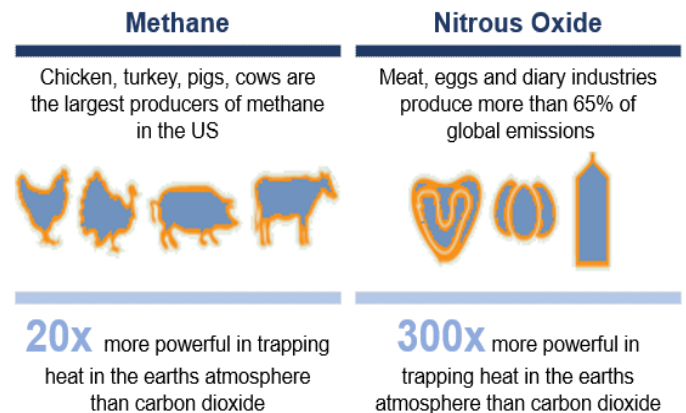 Methane
Chicken, turkey, pigs, cows are
the largest producers of methane
in the US
20x more powerful in trapping
heat in the earths atmosphere
than carbon dioxide
Nitrous Oxide
Meat, eggs and diary industries
produce more than 65% of
global emissions
300x more powerful in
trapping heat in the earths
atmosphere than carbon dioxide